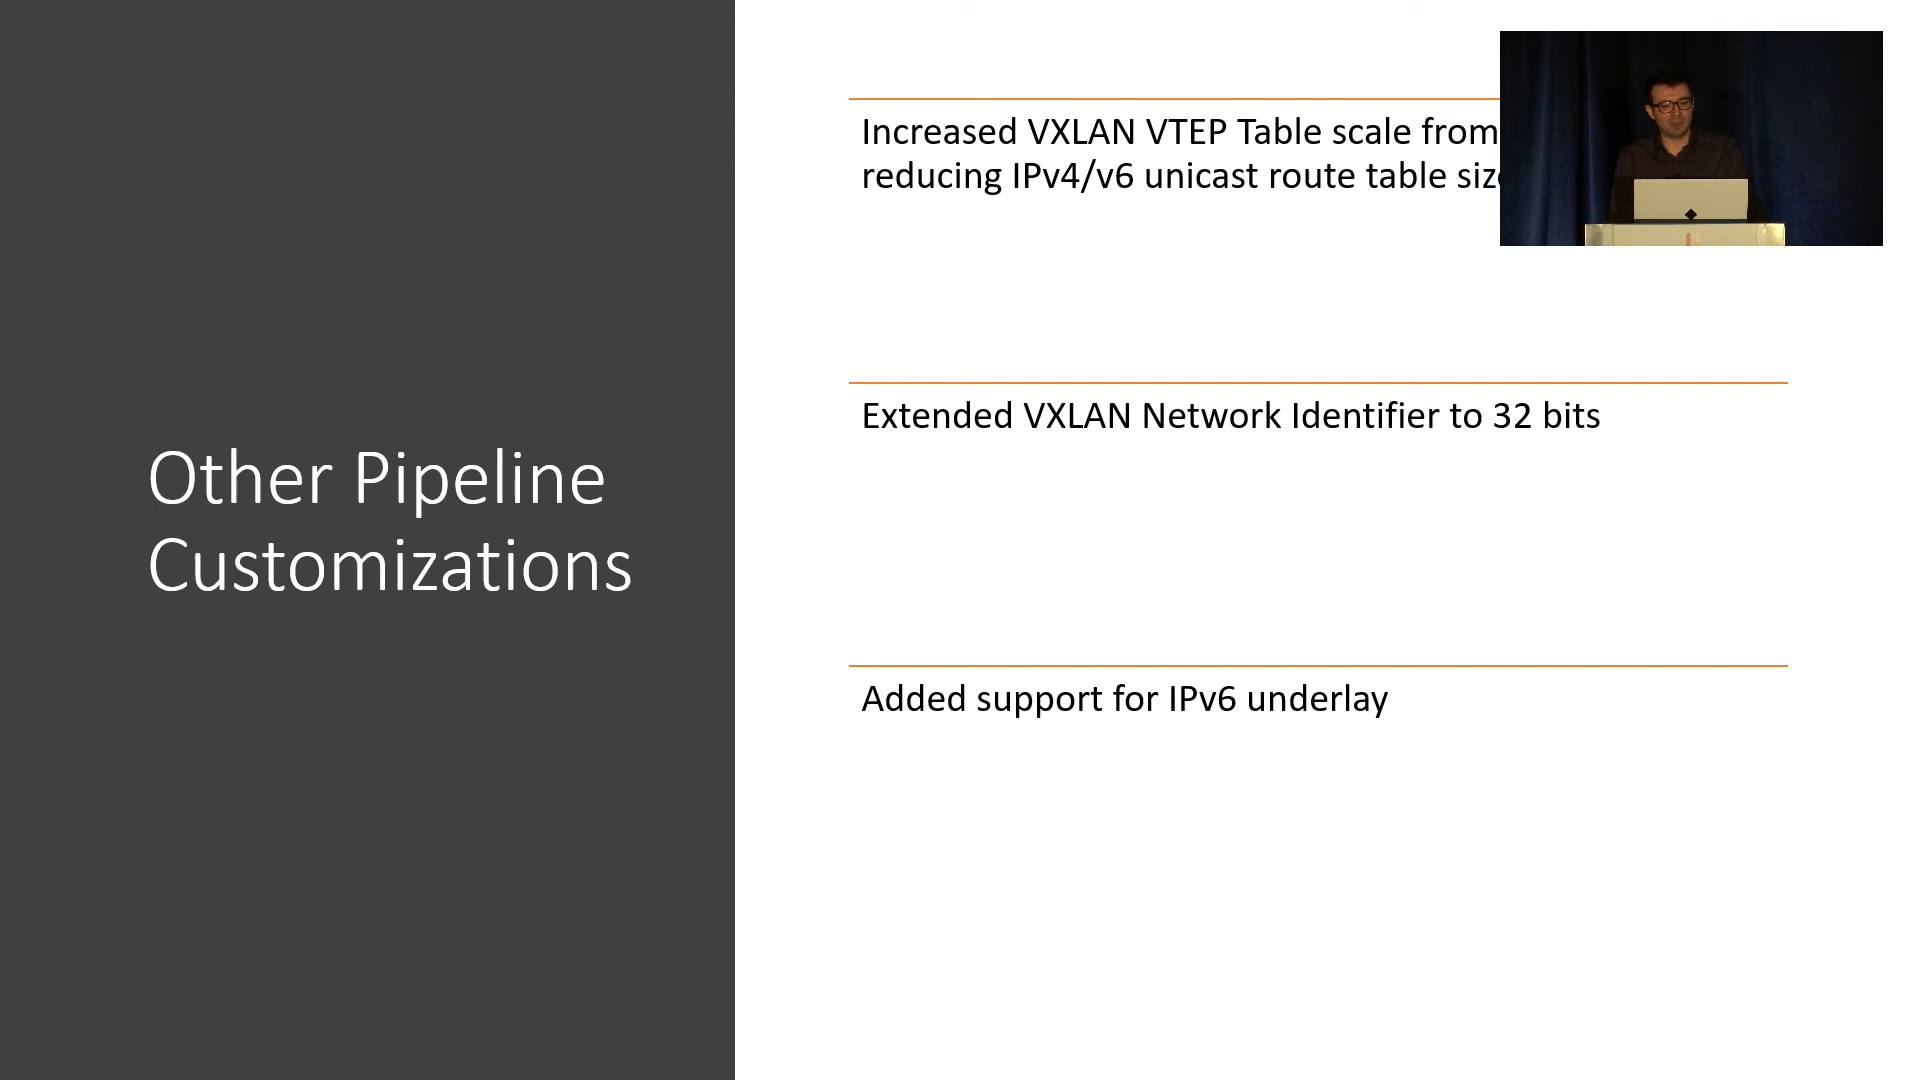 Other Pipeline
Customizations
Increased VXLAN VTEP Table scale from
reducing IPv4/v6 unicast route table
Extended VXLAN Network Identifier to 32 bits
Added support for IPv6 underlay